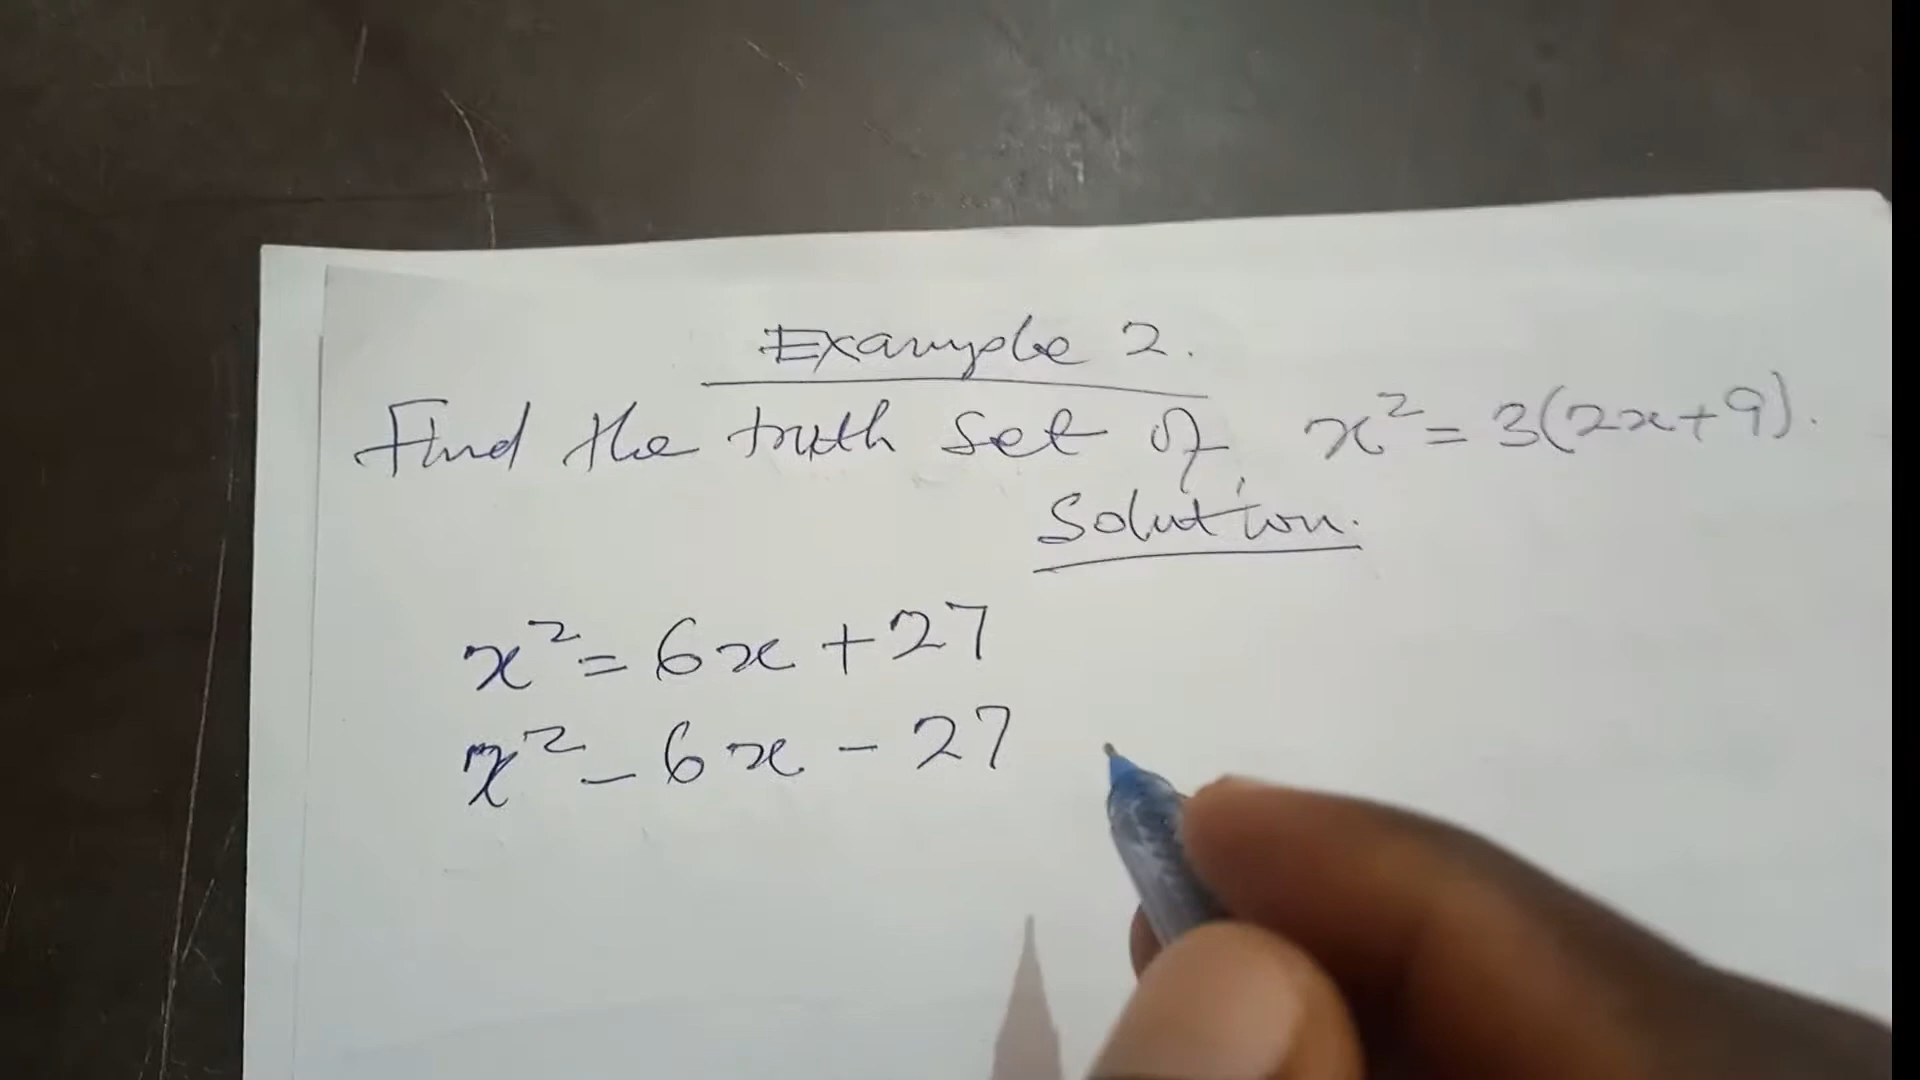 Example 2.
Find the truth set of x² = 3(2x+9).
Solution.
x² = 6x + 27
x² - 6x - 27